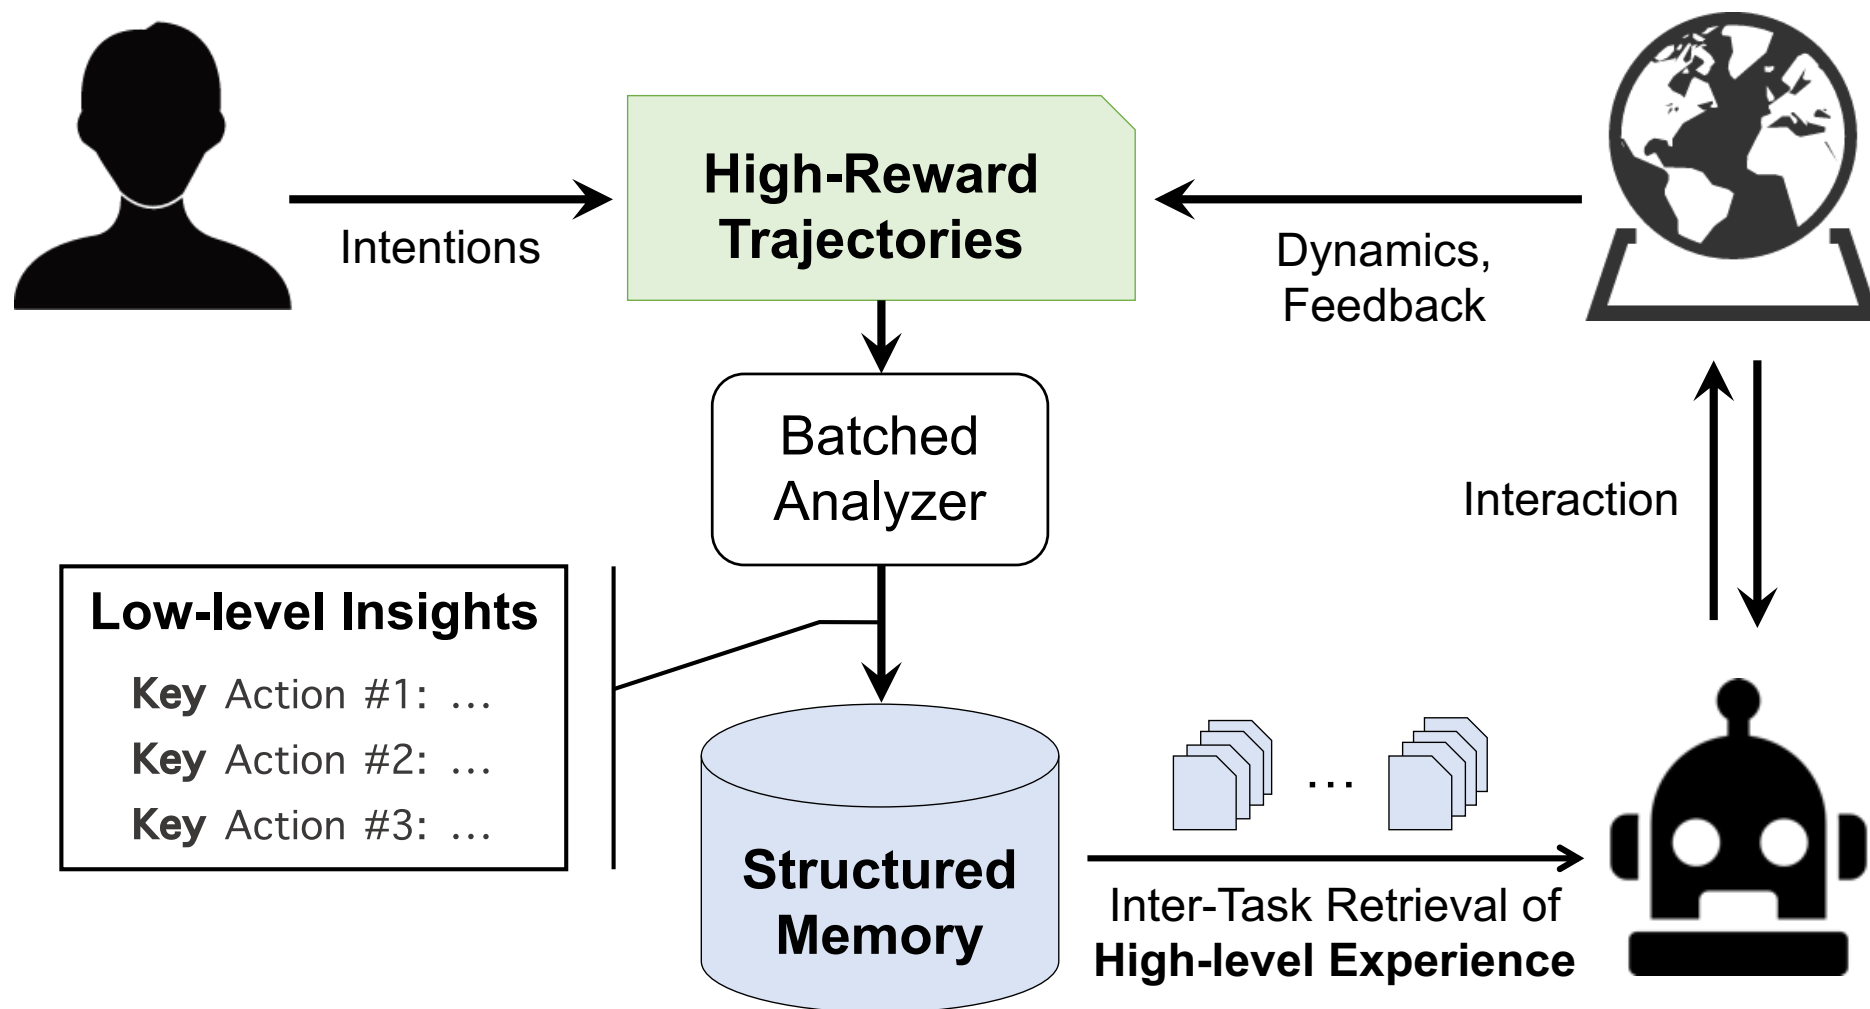 High-Reward
Trajectories
Intentions
Dynamics,
Feedback
Batched
Analyzer
Interaction
Low-level Insights
Key Action #1: ...
Key Action #2: ...
Key Action #3: ...
...
Structured
Memory
Inter-Task Retrieval of
High-level Experience